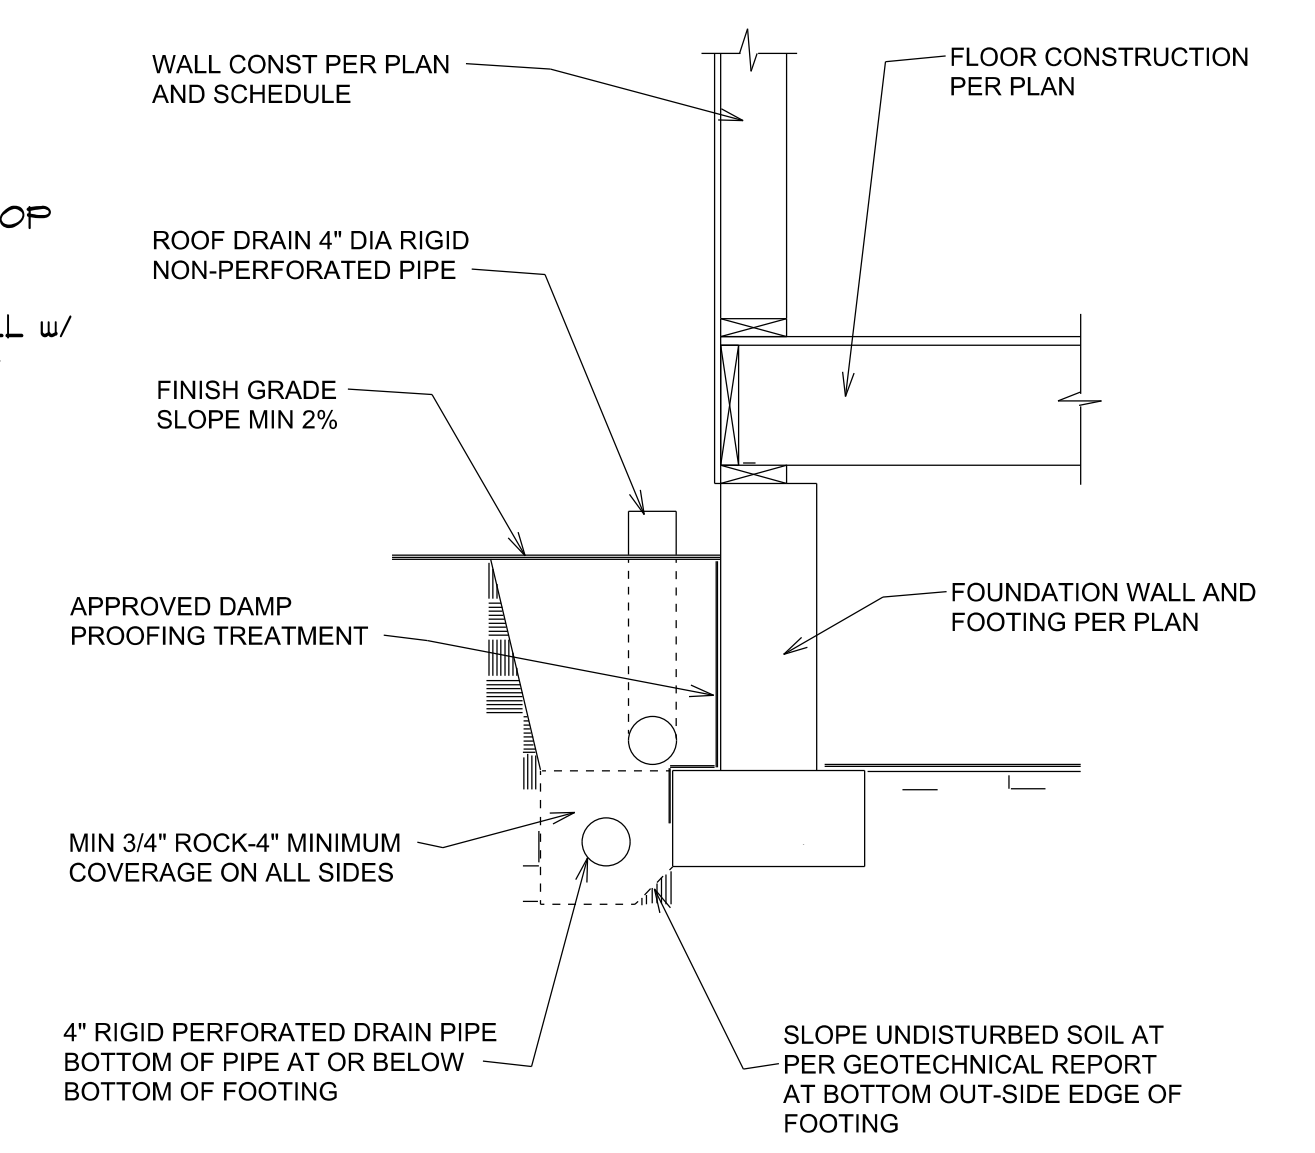 WALL CONST PER PLAN
AND SCHEDULE
FLOOR CONSTRUCTION
PER PLAN
OP
ROOF DRAIN 4" DIA RIGID
NON-PERFORATED PIPE
LL w/
FINISH GRADE
SLOPE MIN 2%
APPROVED DAMP
PROOFING TREATMENT
FOUNDATION WALL AND
FOOTING PER PLAN
MIN 3/4" ROCK-4" MINIMUM
COVERAGE ON ALL SIDES
4" RIGID PERFORATED DRAIN PIPE
BOTTOM OF PIPE AT OR BELOW
BOTTOM OF FOOTING
SLOPE UNDISTURBED SOIL AT
PER GEOTECHNICAL REPORT
AT BOTTOM OUT-SIDE EDGE OF
FOOTING